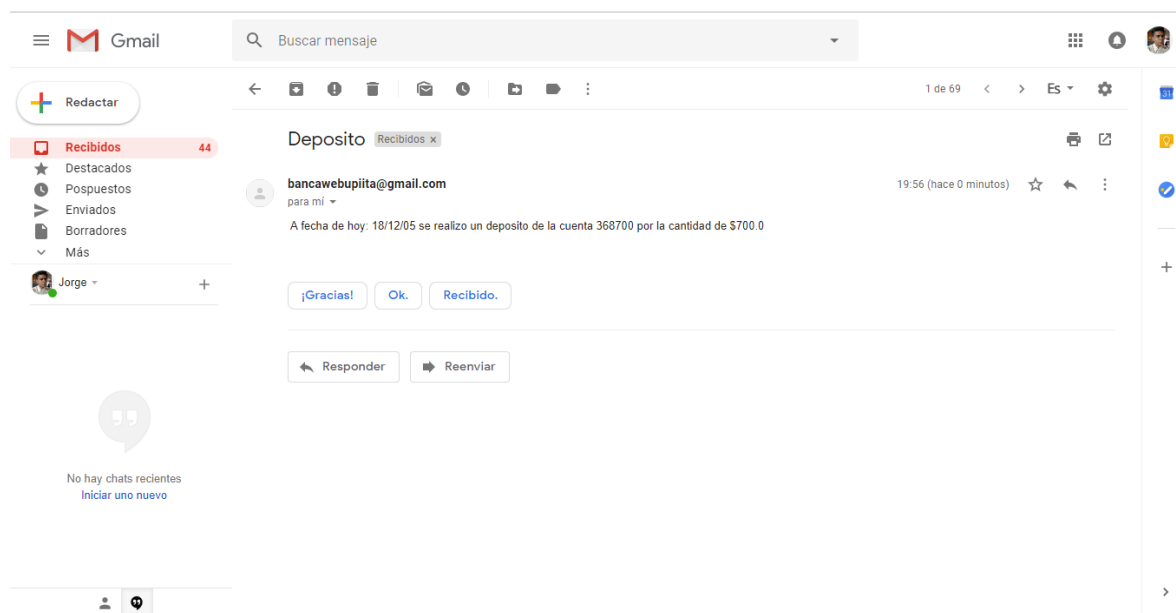 Gmail
Buscar mensaje
Redactar
1 de 69
Es
31
Recibidos 44
Destacados
Pospuestos
Enviados
Borradores
Más
Jorge
No hay chats recientes
Iniciar uno nuevo
Deposito Recibidos x
bancawebupiita@gmail.com 19:56 (hace 0 minutos)
para mí
A fecha de hoy: 18/12/05 se realizo un deposito de la cuenta 368700 por la cantidad de $700.0
¡Gracias! Ok. Recibido.
Responder Reenviar